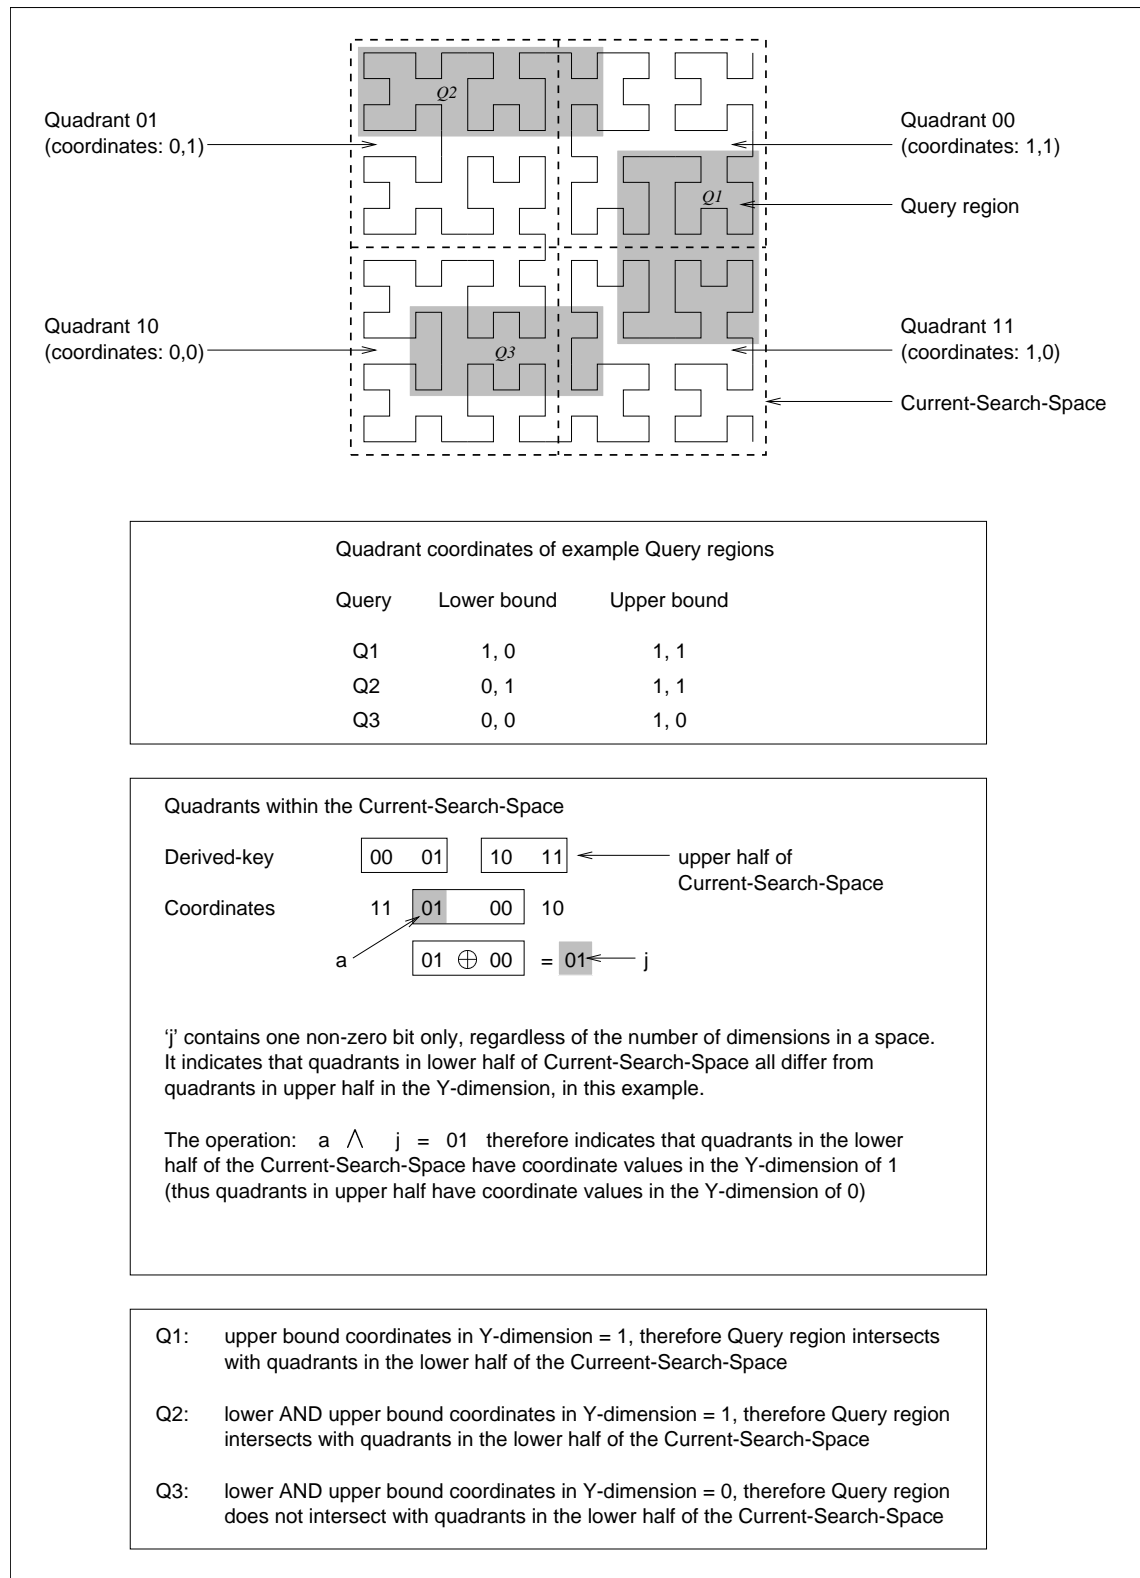 Q2
Quadrant 01
(coordinates: 0,1)
Quadrant 00
(coordinates: 1,1)
Q1
Query region
Quadrant 10
(coordinates: 0,0)
Q3
Quadrant 11
(coordinates: 1,0)
Current-Search-Space
Quadrant coordinates of example Query regions
Query Lower bound Upper bound
Q1 1, 0 1, 1
Q2 0, 1 1, 1
Q3 0, 0 1, 0
Quadrants within the Current-Search-Space
Derived-key 00 01 10 11 upper half of
Current-Search-Space
Coordinates 11 01 00 10
a 01 ⊕ 00 = 01 j
‘j’ contains one non-zero bit only, regardless of the number of dimensions in a space.
It indicates that quadrants in lower half of Current-Search-Space all differ from
quadrants in upper half in the Y-dimension, in this example.
The operation: a ∧ j = 01 therefore indicates that quadrants in the lower
half of the Current-Search-Space have coordinate values in the Y-dimension of 1
(thus quadrants in upper half have coordinate values in the Y-dimension of 0)
Q1: upper bound coordinates in Y-dimension = 1, therefore Query region intersects
with quadrants in the lower half of the Curreent-Search-Space
Q2: lower AND upper bound coordinates in Y-dimension = 1, therefore Query region
intersects with quadrants in the lower half of the Current-Search-Space
Q3: lower AND upper bound coordinates in Y-dimension = 0, therefore Query region
does not intersect with quadrants in the lower half of the Current-Search-Space